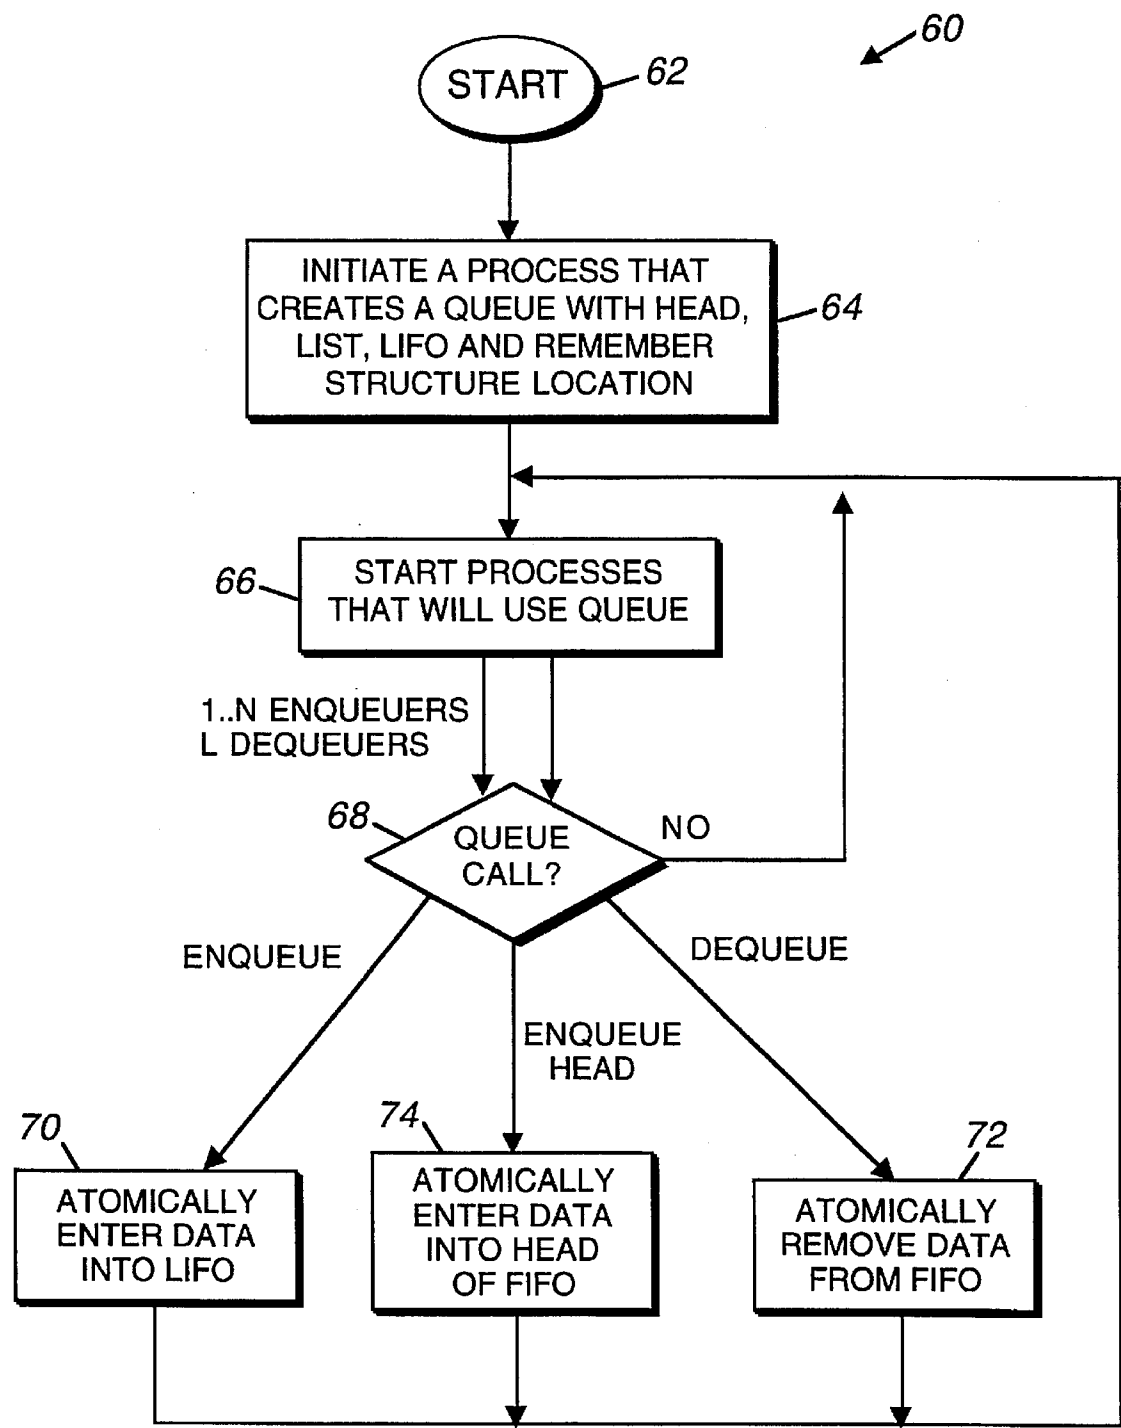 60
START
62
INITIATE A PROCESS THAT
CREATES A QUEUE WITH HEAD,
LIST, LIFO AND REMEMBER
STRUCTURE LOCATION
64
66
START PROCESSES
THAT WILL USE QUEUE
1..N ENQUEUERS
L DEQUEUERS
68
QUEUE
CALL?
NO
ENQUEUE
ENQUEUE
HEAD
DEQUEUE
70
ATOMICALLY
ENTER DATA
INTO LIFO
74
ATOMICALLY
ENTER DATA
INTO HEAD
OF FIFO
72
ATOMICALLY
REMOVE DATA
FROM FIFO